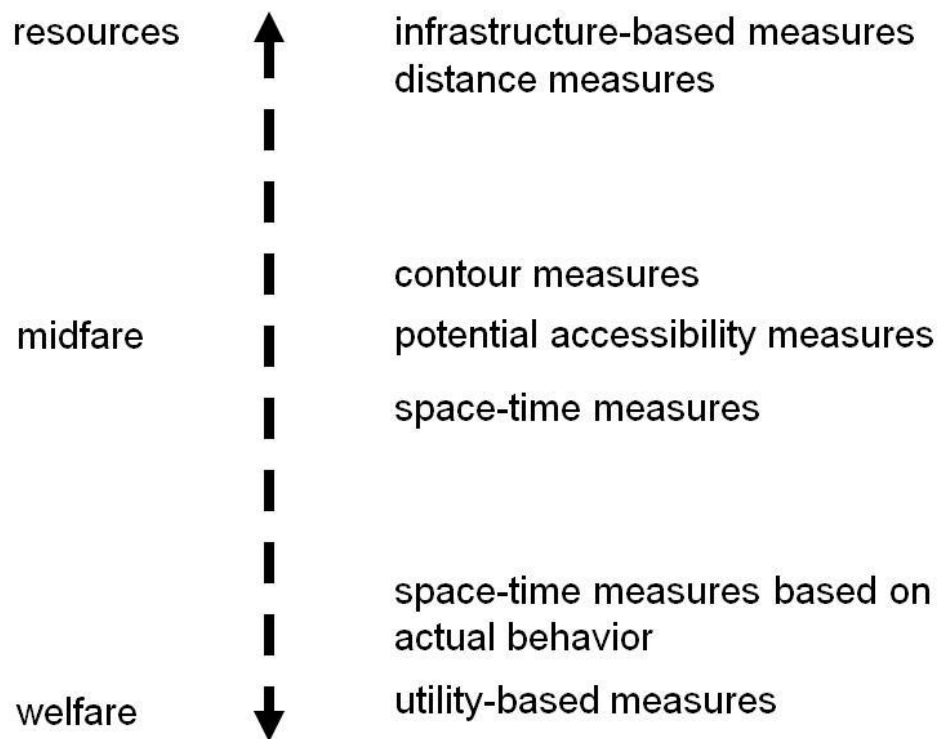 resources
infrastructure-based measures
distance measures
contour measures
midfare
potential accessibility measures
space-time measures
space-time measures based on
actual behavior
welfare
utility-based measures